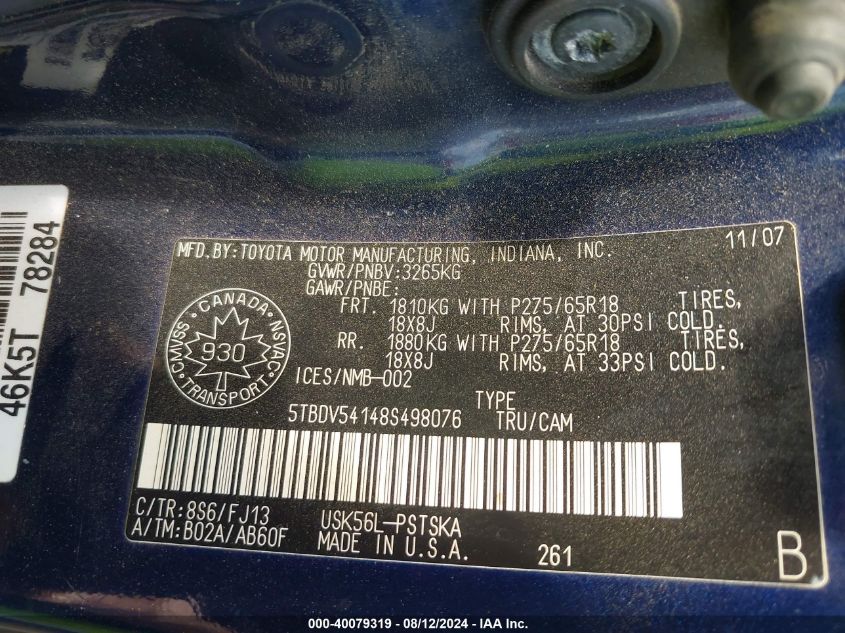 46K5T 78284
MFD.BY:TOYOTA MOTOR MANUFACTURING, INDIANA, INC. 11/07
GVWR/PNBV:3265KG
GAWR/PNBE:
FRT. 1810KG WITH P275/65R18 TIRES,
18X8J RIMS, AT 30PSI COLD.
RR. 1880KG WITH P275/65R18 TIRES,
18X8J RIMS, AT 33PSI COLD.
ICES/NMB-002
CANADA
CMVSS NSVAC
930
TRANSPORT
5TBDV54148S498076 TYPE
TRU/CAM
C/TR:8S6/FJ13 USK56L-PSTSKA
A/TM:B02A/AB60F MADE IN U.S.A. 261 B
000-40079319 - 08/12/2024 - IAA Inc.